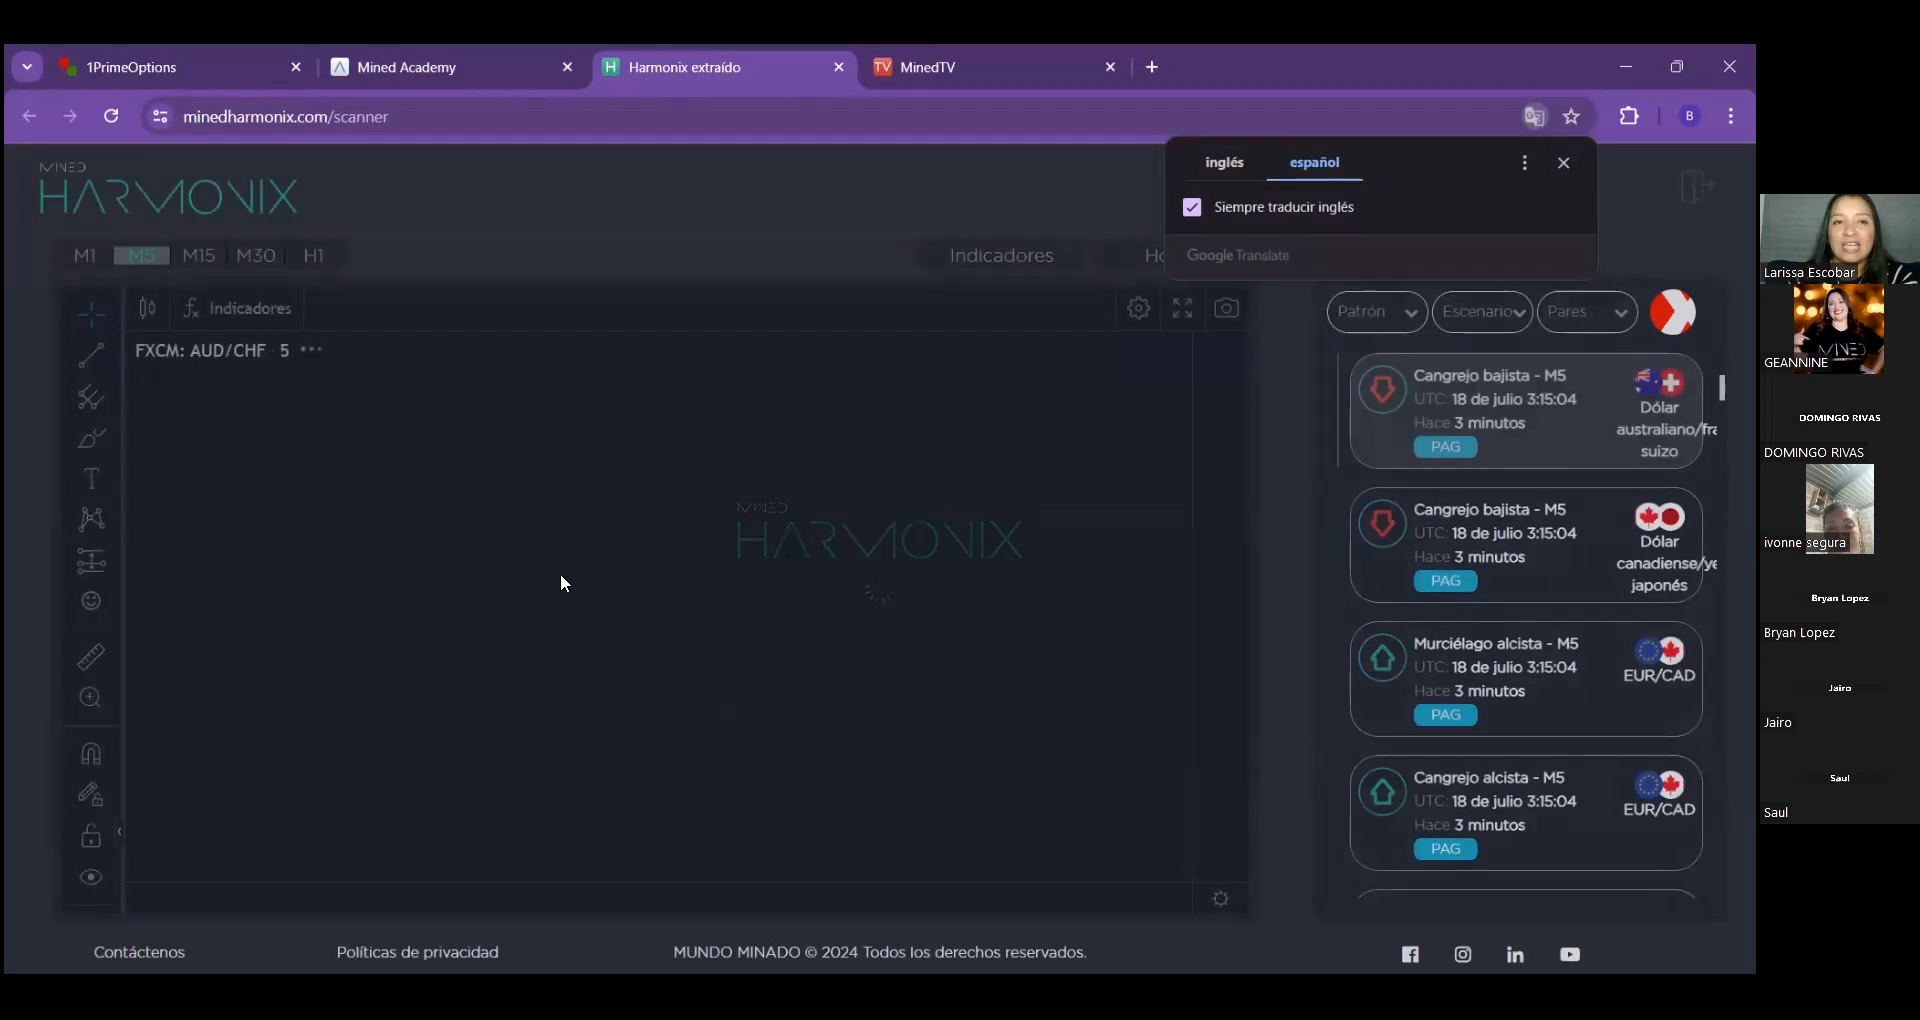 1PrimeOptions
Mined Academy
Harmonix extraído
MinedTV
minedharmonix.com/scanner
B
inglés
español
Siempre traducir inglés
Google Translate
MINED
HARMONIX
M1
M5
M15
M30
H1
Indicadores
Ho
Indicadores
FXCM: AUD/CHF · 5
MINED
HARMONIX
Patrón
Escenario
Pares
Cangrejo bajista - M5
UTC: 18 de julio 3:15:04
Hace 3 minutos
PAG
Dólar
australiano/fra
suizo
Cangrejo bajista - M5
UTC: 18 de julio 3:15:04
Hace 3 minutos
PAG
Dólar
canadiense/ye
japonés
Murciélago alcista - M5
UTC: 18 de julio 3:15:04
Hace 3 minutos
PAG
EUR/CAD
Cangrejo alcista - M5
UTC: 18 de julio 3:15:04
Hace 3 minutos
PAG
EUR/CAD
Contáctenos
Políticas de privacidad
MUNDO MINADO © 2024 Todos los derechos reservados.
Larissa Escobar
MINED
GEANNINE
DOMINGO RIVAS
DOMINGO RIVAS
ivonne segura
Bryan Lopez
Bryan Lopez
Jairo
Jairo
Saul
Saul